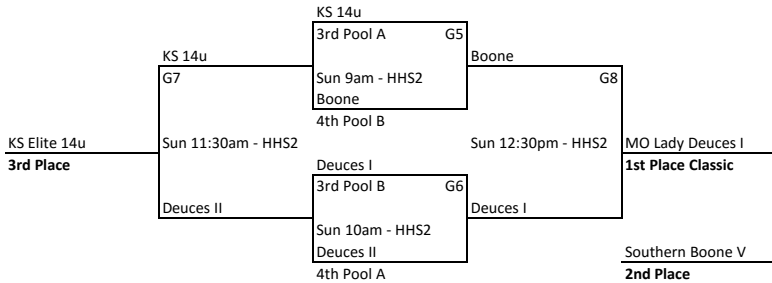 KS 14u
3rd Pool A G5
KS 14u Boone
G7 Sun 9am - HHS2 G8
Boone
4th Pool B
KS Elite 14u Sun 11:30am - HHS2 Sun 12:30pm - HHS2 MO Lady Deuces I
3rd Place Deuces I 1st Place Classic
3rd Pool B G6
Deuces II Deuces I
Sun 10am - HHS2
Deuces II Southern Boone V
4th Pool A 2nd Place